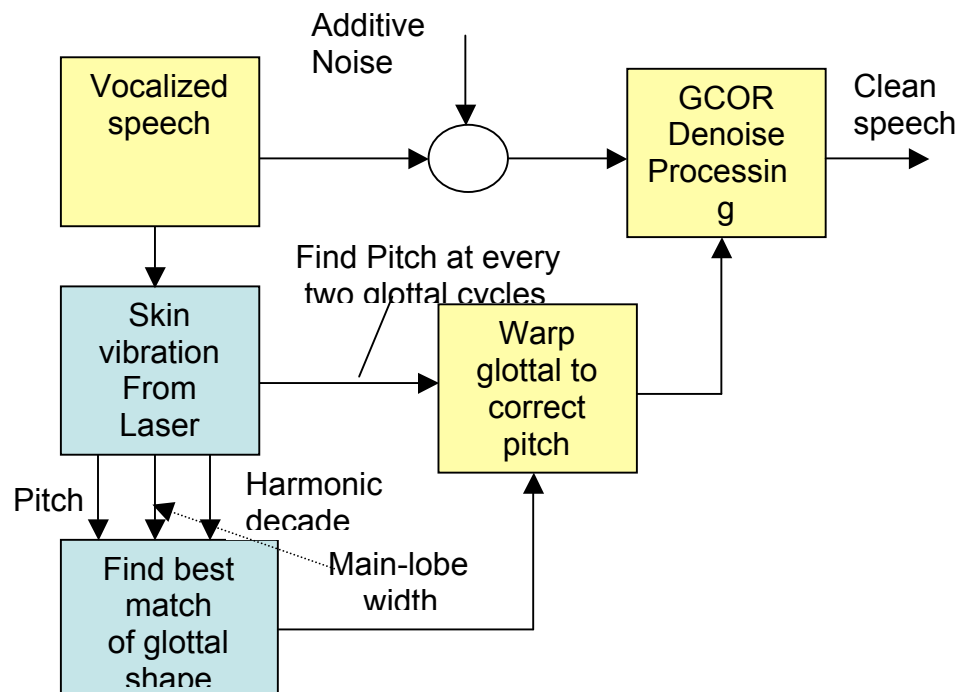 Additive
Noise
Vocalized
speech
GCOR
Denoise
Processin
g
Clean
speech
Find Pitch at every
two glottal cycles
Skin
vibration
From
Laser
Warp
glottal to
correct
pitch
Pitch
Harmonic
decade
Main-lobe
width
Find best
match
of glottal
shape